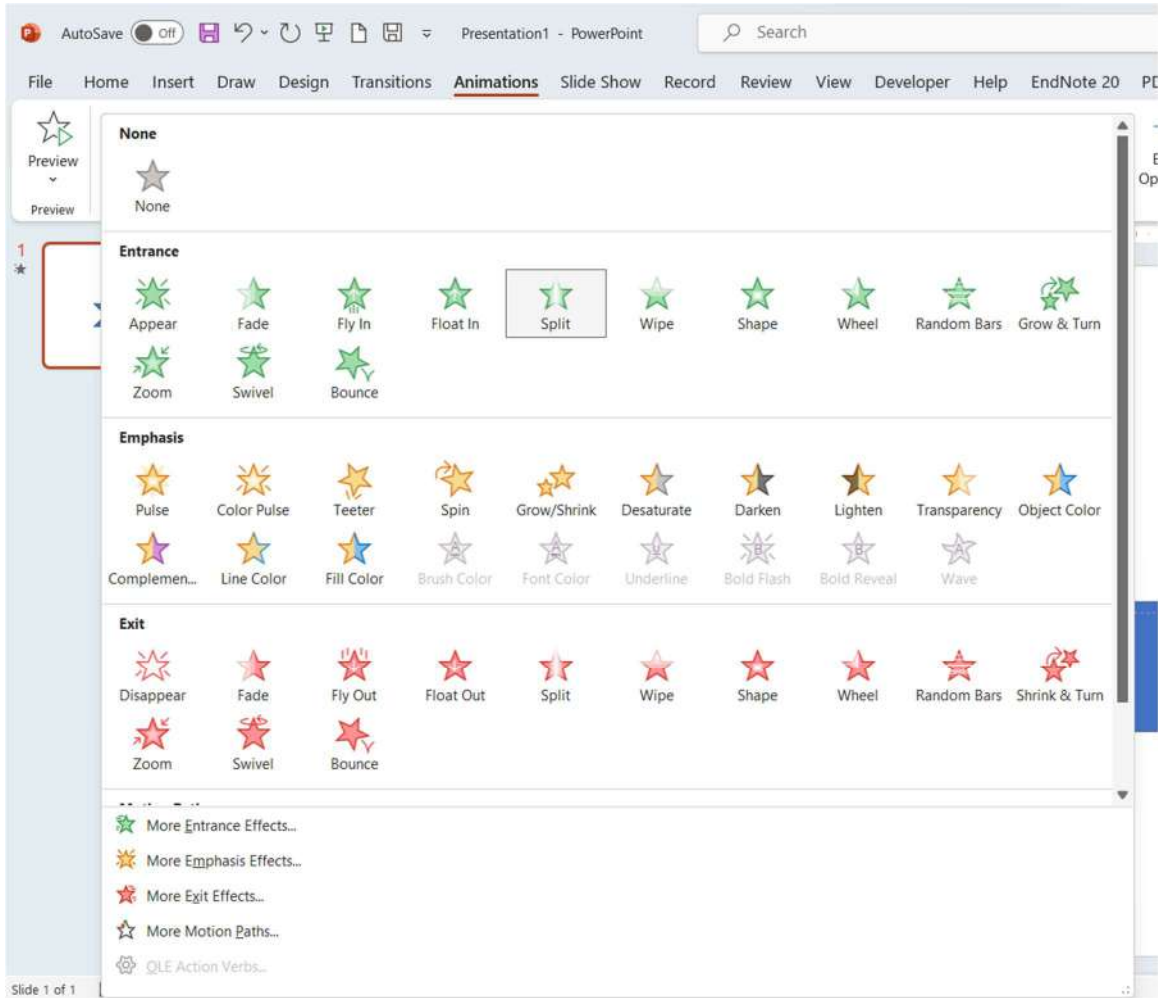 AutoSave Off Presentation1 - PowerPoint Search
File Home Insert Draw Design Transitions Animations Slide Show Record Review View Developer Help EndNote 20
Preview
Preview
None
None
Entrance
Appear Fade Fly In Float In Split Wipe Shape Wheel Random Bars Grow & Turn
Zoom Swivel Bounce
Emphasis
Pulse Color Pulse Teeter Spin Grow/Shrink Desaturate Darken Lighten Transparency Object Color
Complemen... Line Color Fill Color Brush Color Font Color Underline Bold Flash Bold Reveal Wave
Exit
Disappear Fade Fly Out Float Out Split Wipe Shape Wheel Random Bars Shrink & Turn
Zoom Swivel Bounce
More Entrance Effects...
More Emphasis Effects...
More Exit Effects...
More Motion Paths...
OLE Action Verbs...
1
Slide 1 of 1